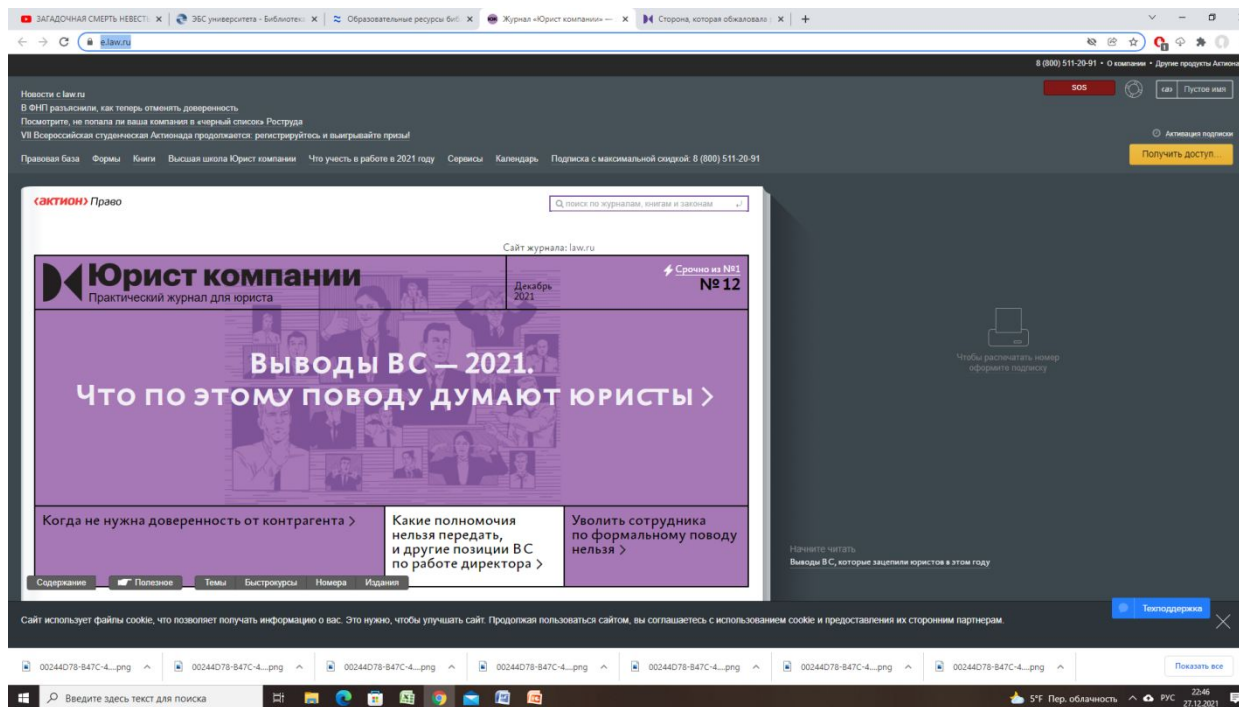 ЗАГАДОЧНАЯ СМЕРТЬ НЕВЕСТЫ
ЭБС университета - Библиотека
Образовательные ресурсы биб
Журнал «Юрист компании» —
Сторона, которая обжаловала
e.law.ru
8 (800) 511-20-91 • О компании • Другие продукты Актиона
Новости с law.ru
В ФНП разъяснили, как теперь отменять доверенность
Посмотрите, не попала ли ваша компания в «черный список» Роструда
VII Всероссийская студенческая Актионада продолжается: регистрируйтесь и выигрывайте призы!
SOS
Пустое имя
Активация подписки
Правовая база Формы Книги Высшая школа Юрист компании Что учесть в работе в 2021 году Сервисы Календарь Подписка с максимальной скидкой: 8 (800) 511-20-91
Получить доступ...
‹актион› Право
поиск по журналам, книгам и законам
Сайт журнала: law.ru
Юрист компании
Практический журнал для юриста
Декабрь
2021
Срочно из №1
№ 12
Выводы ВС — 2021.
Что по этому поводу думают юристы >
Чтобы распечатать номер
оформите подписку
Когда не нужна доверенность от контрагента >
Какие полномочия
нельзя передать,
и другие позиции ВС
по работе директора >
Уволить сотрудника
по формальному поводу
нельзя >
Начните читать
Выводы ВС, которые зацепили юристов в этом году
Содержание Полезное Темы Быстрокурсы Номера Издания
Техподдержка
Сайт использует файлы cookie, что позволяет получать информацию о вас. Это нужно, чтобы улучшать сайт. Продолжая пользоваться сайтом, вы соглашаетесь с использованием cookie и предоставления их сторонним партнерам.
00244D78-B47C-4....png 00244D78-B47C-4....png 00244D78-B47C-4....png 00244D78-B47C-4....png 00244D78-B47C-4....png 00244D78-B47C-4....png 00244D78-B47C-4....png
Показать все
Введите здесь текст для поиска
5°F Пер. облачность
РУС
22:46
27.12.2021